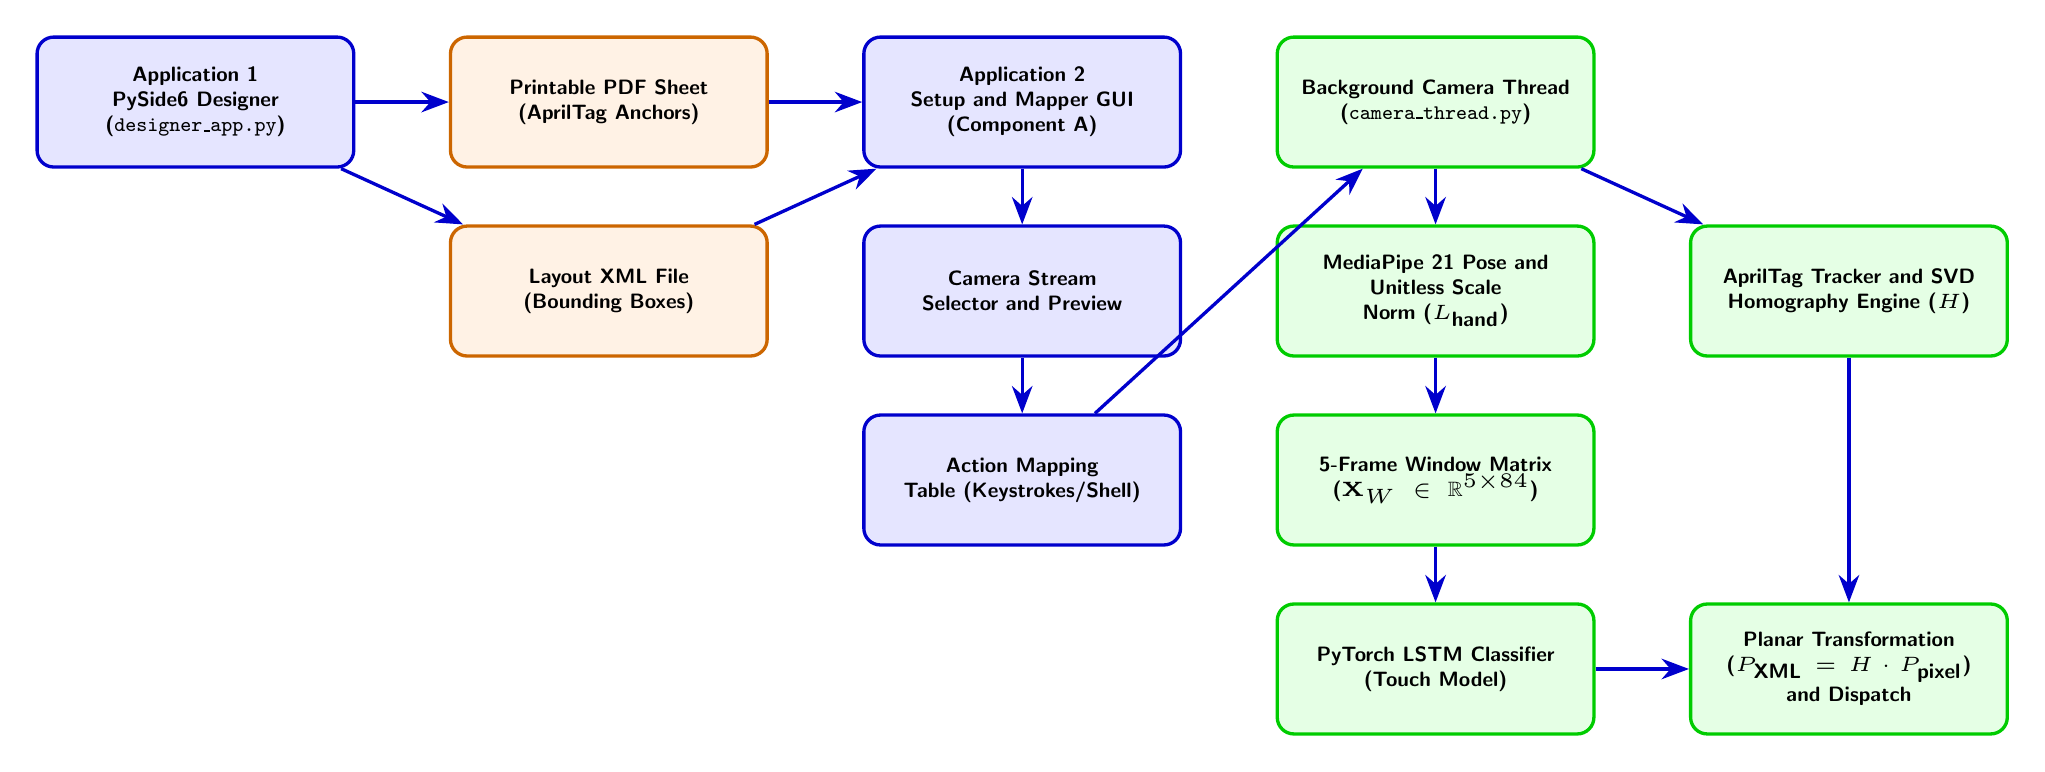 Application 1
PySide6 Designer
(designer_app.py)
Printable PDF Sheet
(AprilTag Anchors)
Application 2
Setup and Mapper GUI
(Component A)
Background Camera Thread
(camera_thread.py)
Layout XML File
(Bounding Boxes)
Camera Stream
Selector and Preview
MediaPipe 21 Pose and
Unitless Scale
Norm (L_hand)
AprilTag Tracker and SVD
Homography Engine (H)
Action Mapping
Table (Keystrokes/Shell)
5-Frame Window Matrix
(X_W ∈ ℝ^{5×84})
PyTorch LSTM Classifier
(Touch Model)
Planar Transformation
(P_XML = H · P_pixel)
and Dispatch